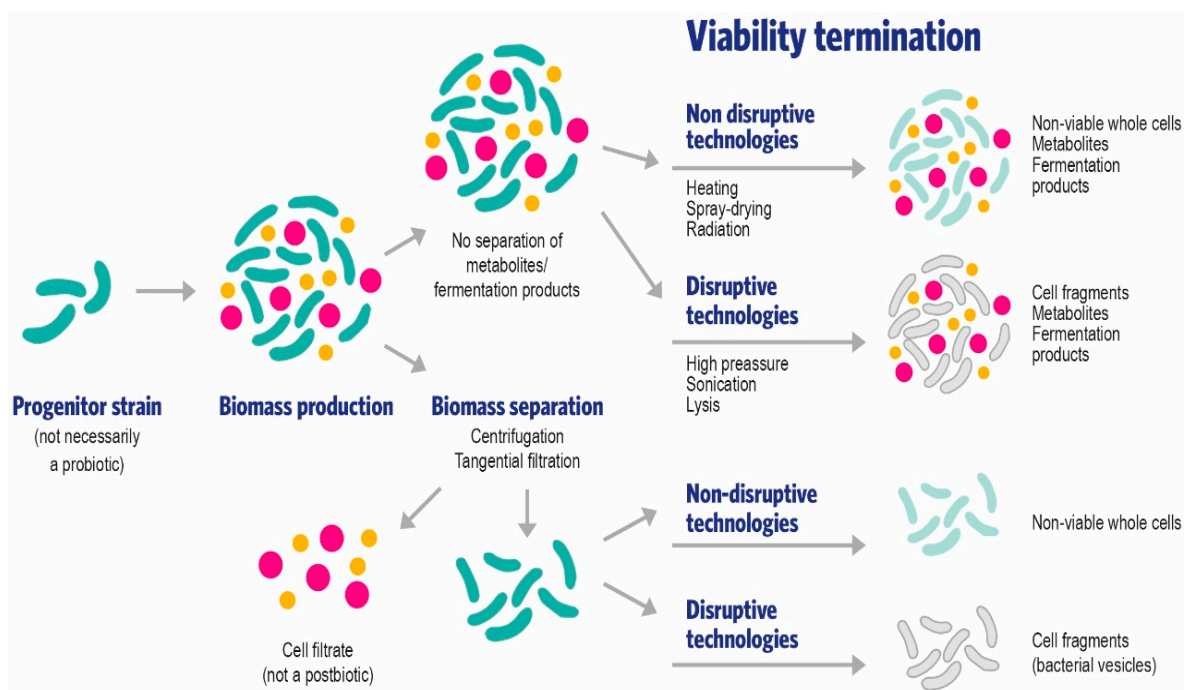 Viability termination
Non disruptive
technologies
Heating
Spray-drying
Radiation
Non-viable whole cells
Metabolites
Fermentation
products
No separation of
metabolites/
fermentation products
Disruptive
technologies
High preassure
Sonication
Lysis
Cell fragments
Metabolites
Fermentation
products
Progenitor strain
(not necessarily
a probiotic)
Biomass production
Biomass separation
Centrifugation
Tangential filtration
Cell filtrate
(not a postbiotic)
Non-disruptive
technologies
Non-viable whole cells
Disruptive
technologies
Cell fragments
(bacterial vesicles)